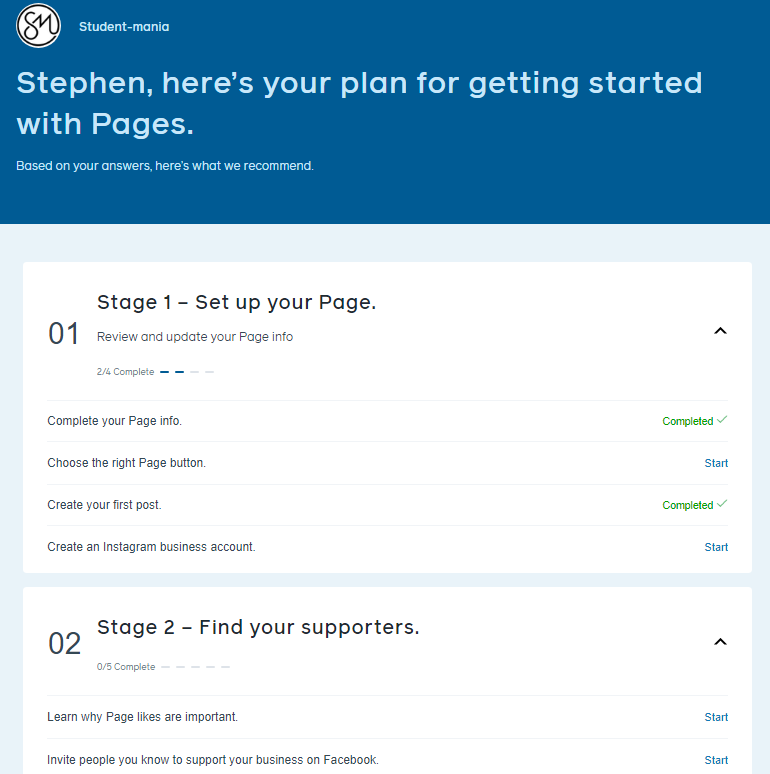 SM
Student-mania
Stephen, here's your plan for getting started
with Pages.
Based on your answers, here's what we recommend.
01
Stage 1 – Set up your Page.
Review and update your Page info
2/4 Complete
Complete your Page info.
Completed
Choose the right Page button.
Start
Create your first post.
Completed
Create an Instagram business account.
Start
02
Stage 2 – Find your supporters.
0/5 Complete
Learn why Page likes are important.
Start
Invite people you know to support your business on Facebook.
Start